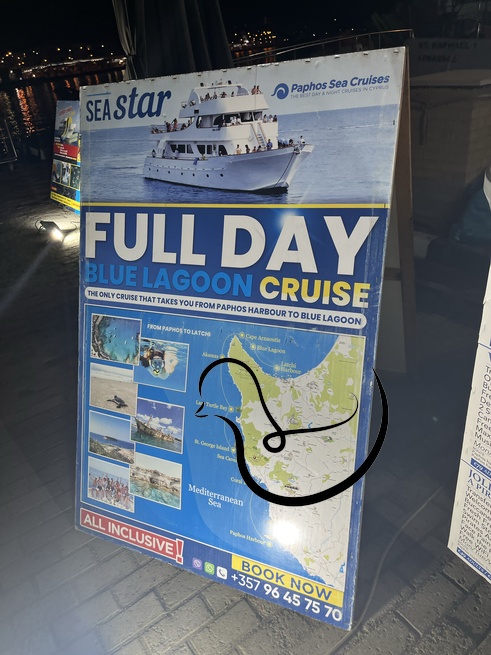 SEA star
Paphos Sea Cruises
THE BEST DAY & NIGHT CRUISES IN CYPRUS
FULL DAY
BLUE LAGOON CRUISE
THE ONLY CRUISE THAT TAKES YOU FROM PAPHOS HARBOUR TO BLUE LAGOON
FROM PAPHOS TO LATCHI
Cape Arnaoutis
Blue Lagoon
Latchi
Harbour
Turtle Bay
St. George Island
Sea Caves
Mediterranean
Sea
Paphos Harbour
ALL INCLUSIVE!
BOOK NOW
+357 96 45 75 70